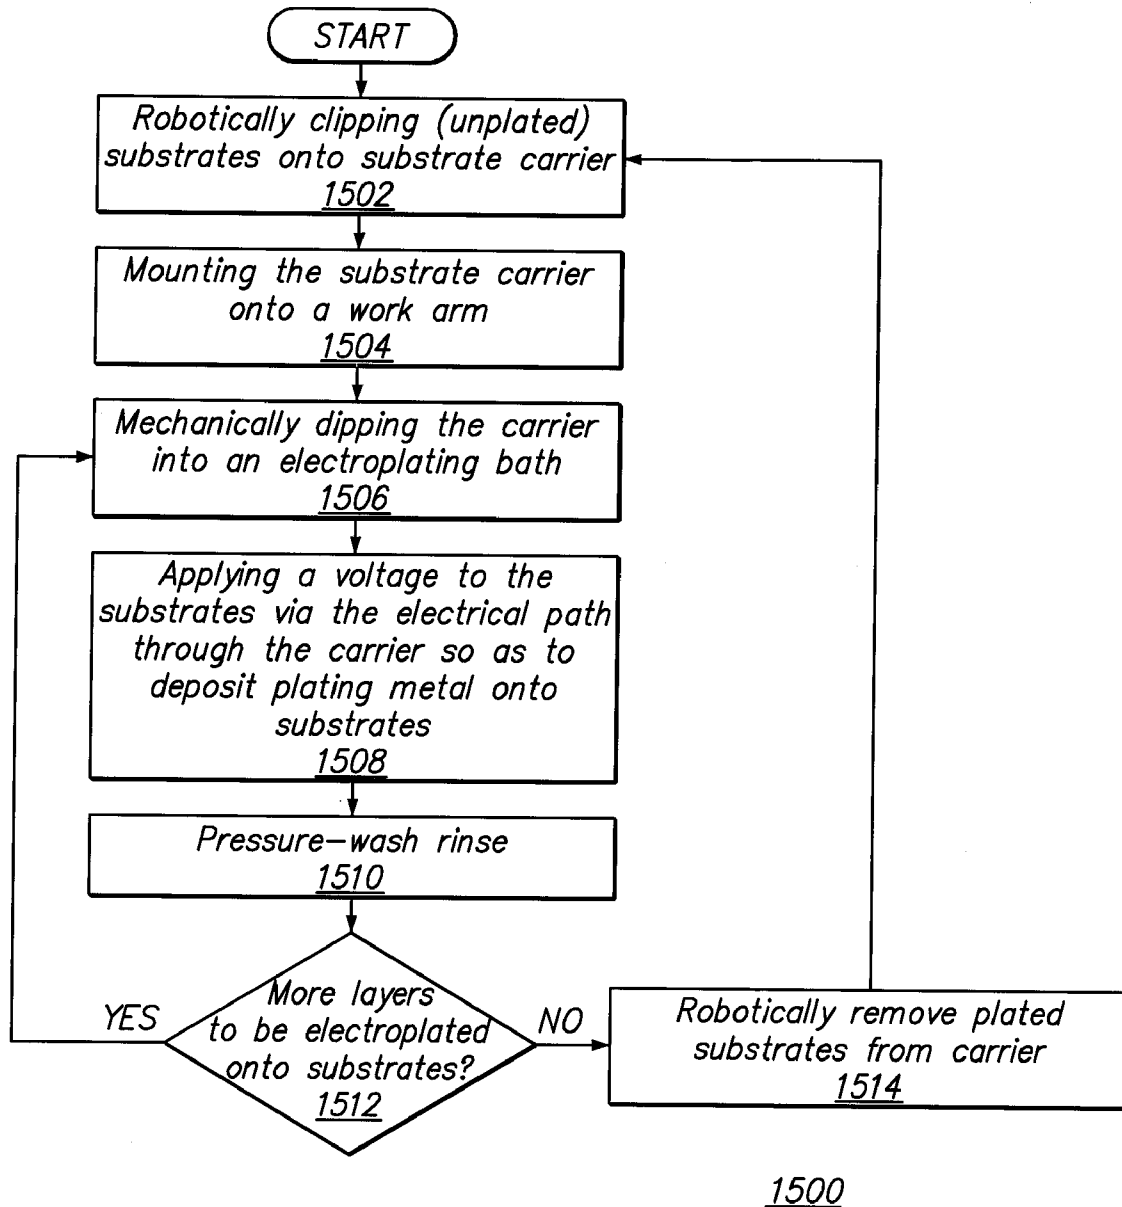 START
Robotically clipping (unplated)
substrates onto substrate carrier
1502
Mounting the substrate carrier
onto a work arm
1504
Mechanically dipping the carrier
into an electroplating bath
1506
Applying a voltage to the
substrates via the electrical path
through the carrier so as to
deposit plating metal onto
substrates
1508
Pressure-wash rinse
1510
More layers
to be electroplated
onto substrates?
1512
YES
NO
Robotically remove plated
substrates from carrier
1514
1500